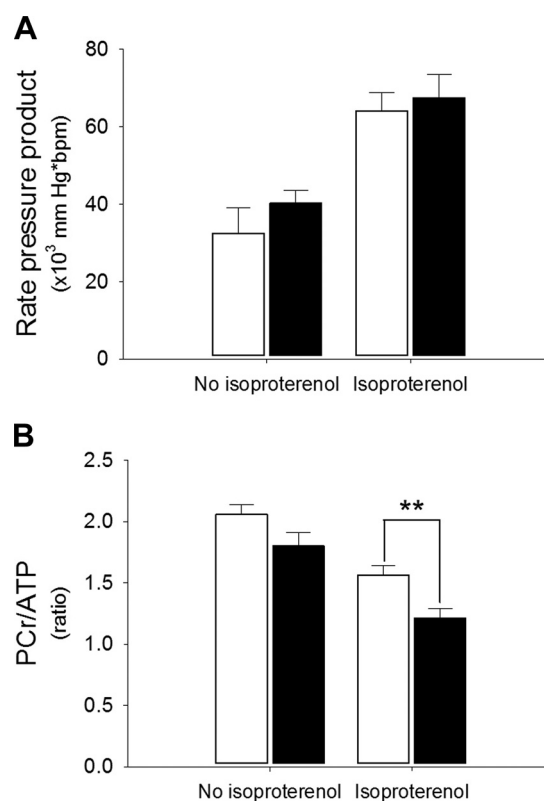 A
Rate pressure product
(x10³ mm Hg*bpm)
80
60
40
20
0
No isoproterenol
Isoproterenol
B
PCr/ATP
(ratio)
2.5
2.0
1.5
1.0
0.5
0.0
**
No isoproterenol
Isoproterenol